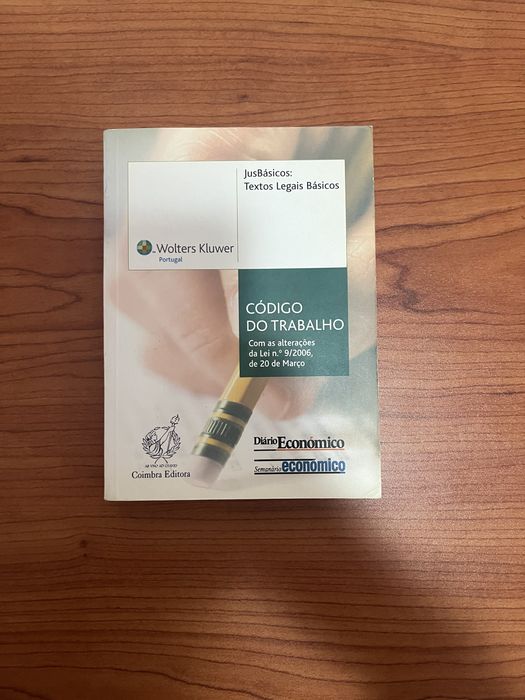 JusBásicos:
Textos Legais Básicos
Wolters Kluwer
Portugal
CÓDIGO
DO TRABALHO
Com as alterações
da Lei n.º 9/2006,
de 20 de Março
Coimbra Editora
Diário Económico
Semanário económico